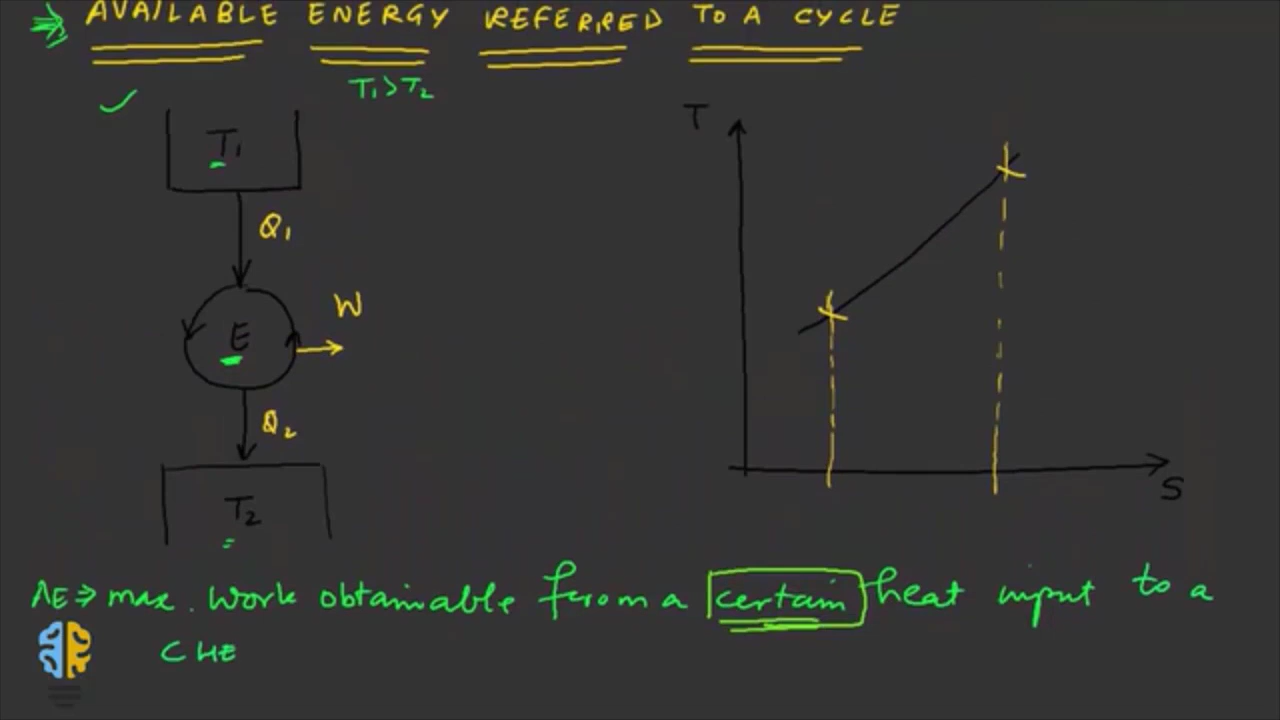 ⇒ AVAILABLE ENERGY REFERRED TO A CYCLE
T₁>T₂
T₁
Q₁
E
W
Q₂
T₂
T
S
AE⇒ max. work obtainable from a certain heat input to a
CHE